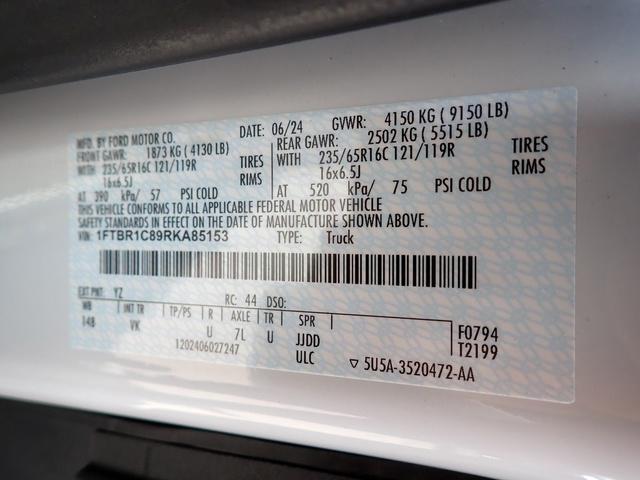 MFD. BY FORD MOTOR CO. DATE: 06/24 GVWR: 4150 KG ( 9150 LB)
FRONT GAWR: 1873 KG ( 4130 LB) REAR GAWR: 2502 KG ( 5515 LB)
WITH 235/65R16C 121/119R TIRES WITH 235/65R16C 121/119R TIRES
16x6.5J RIMS 16x6.5J RIMS
AT 390 kPa/ 57 PSI COLD AT 520 kPa/ 75 PSI COLD
THIS VEHICLE CONFORMS TO ALL APPLICABLE FEDERAL MOTOR VEHICLE
SAFETY STANDARDS IN EFFECT ON THE DATE OF MANUFACTURE SHOWN ABOVE.
VIN: 1FTBR1C89RKA85153 TYPE: Truck
EXT PNT: YZ RC: 44 DSO:
WB INT TR TP/PS R AXLE TR SPR
148 VK U 7L U JJDD
1202406027247 ULC
F0794
T2199
▽ 5U5A-3520472-AA